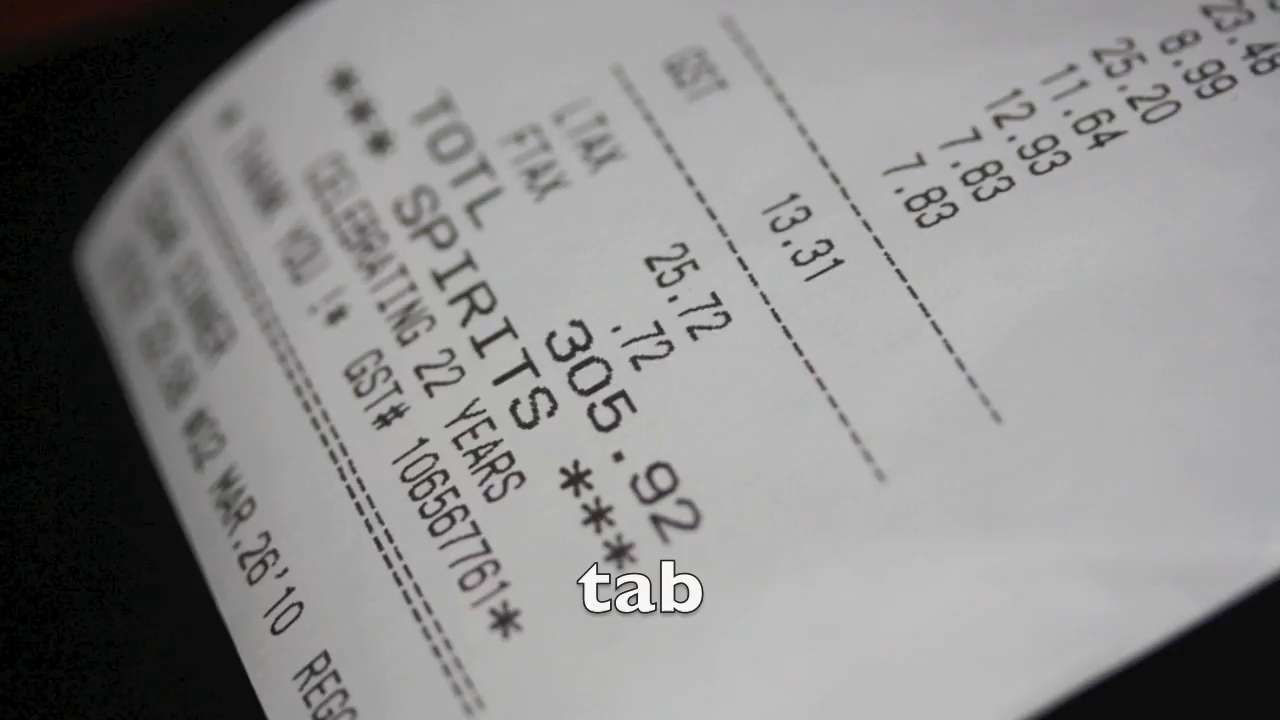 23.48
8.99
25.20
11.64
12.93
7.83
7.83
GST 13.31
LTAX 25.72
FTAX .72
TOTL 305.92
*** SPIRITS ***
CELEBRATING 22 YEARS
* THANK YOU !* GST# 106567761*
MAR.26'10
tab